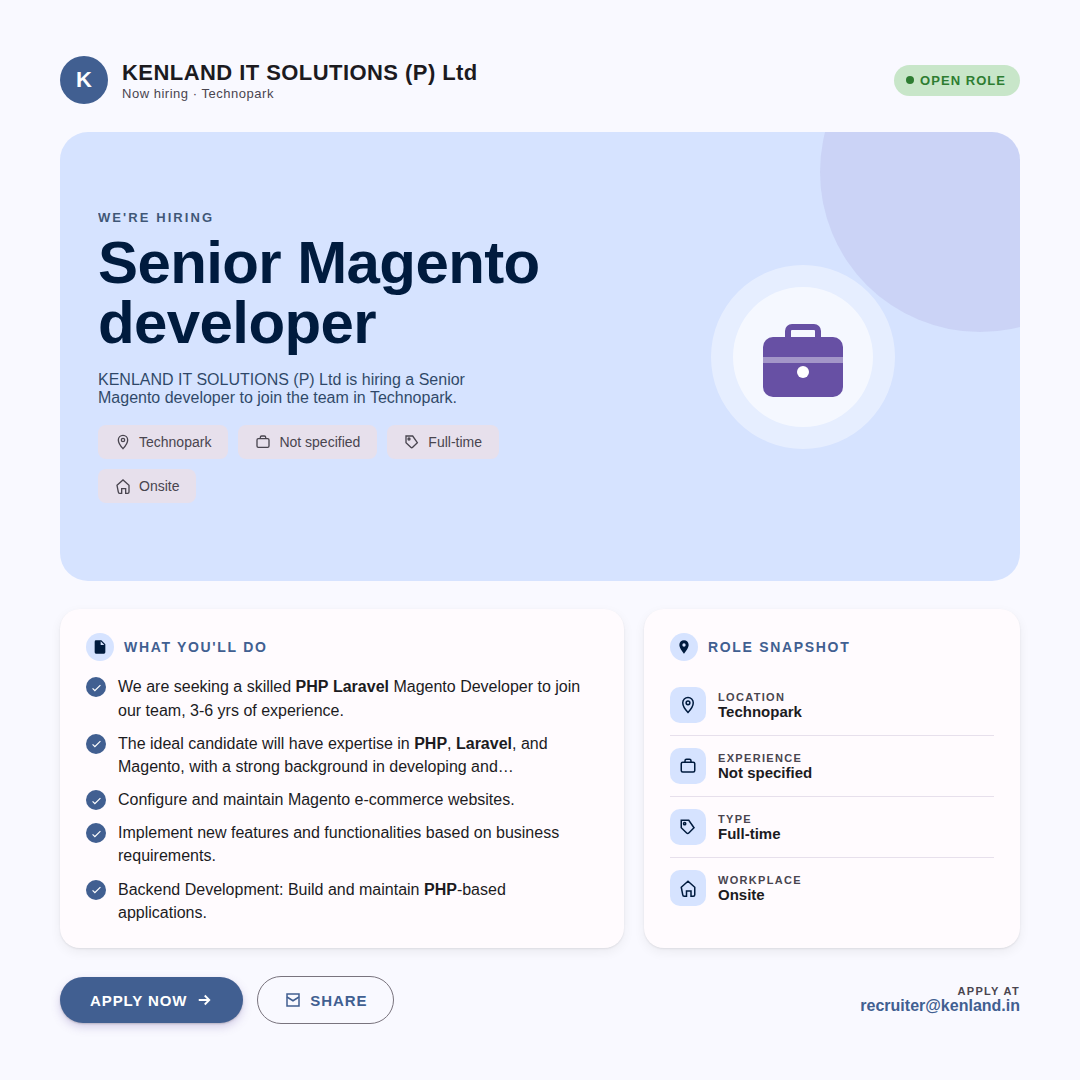 K
KENLAND IT SOLUTIONS (P) Ltd
Now hiring · Technopark
OPEN ROLE
WE'RE HIRING
Senior Magento
developer
KENLAND IT SOLUTIONS (P) Ltd is hiring a Senior
Magento developer to join the team in Technopark.
Technopark
Not specified
Full-time
Onsite
WHAT YOU'LL DO
We are seeking a skilled PHP Laravel Magento Developer to join
our team, 3-6 yrs of experience.
The ideal candidate will have expertise in PHP, Laravel, and
Magento, with a strong background in developing and…
Configure and maintain Magento e-commerce websites.
Implement new features and functionalities based on business
requirements.
Backend Development: Build and maintain PHP-based
applications.
ROLE SNAPSHOT
LOCATION
Technopark
EXPERIENCE
Not specified
TYPE
Full-time
WORKPLACE
Onsite
APPLY NOW
SHARE
APPLY AT
recruiter@kenland.in